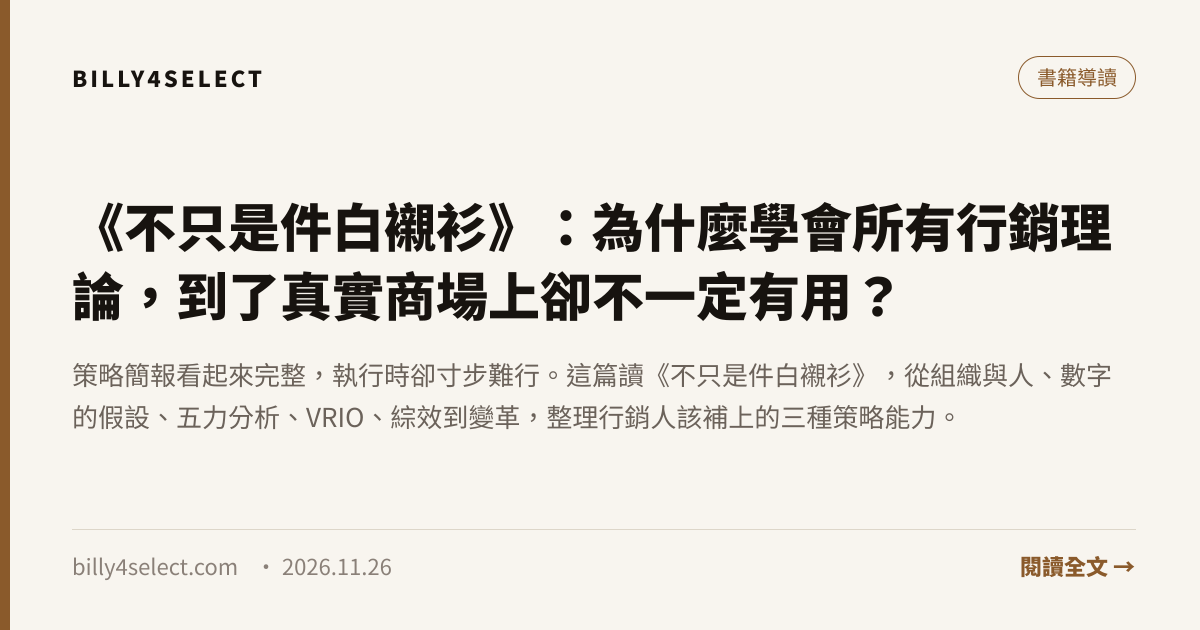 BILLY4SELECT
書籍導讀
《不只是件白襯衫》：為什麼學會所有行銷理
論，到了真實商場上卻不一定有用？
策略簡報看起來完整，執行時卻寸步難行。這篇讀《不只是件白襯衫》，從組織與人、數字
的假設、五力分析、VRIO、綜效到變革，整理行銷人該補上的三種策略能力。
billy4select.com ・ 2026.11.26
閱讀全文 →